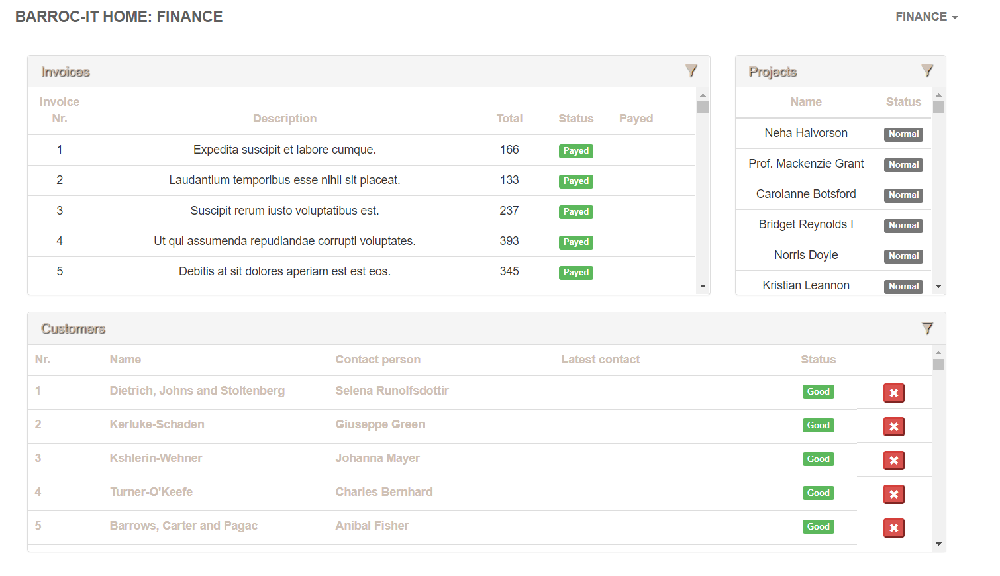 BARROC-IT HOME: FINANCE
FINANCE
Invoices
Invoice
Nr. Description Total Status Payed
1 Expedita suscipit et labore cumque. 166 Payed
2 Laudantium temporibus esse nihil sit placeat. 133 Payed
3 Suscipit rerum iusto voluptatibus est. 237 Payed
4 Ut qui assumenda repudiandae corrupti voluptates. 393 Payed
5 Debitis at sit dolores aperiam est est eos. 345 Payed
Projects
Name Status
Neha Halvorson Normal
Prof. Mackenzie Grant Normal
Carolanne Botsford Normal
Bridget Reynolds I Normal
Norris Doyle Normal
Kristian Leannon Normal
Customers
Nr. Name Contact person Latest contact Status
1 Dietrich, Johns and Stoltenberg Selena Runolfsdottir Good
2 Kerluke-Schaden Giuseppe Green Good
3 Kshlerin-Wehner Johanna Mayer Good
4 Turner-O'Keefe Charles Bernhard Good
5 Barrows, Carter and Pagac Anibal Fisher Good